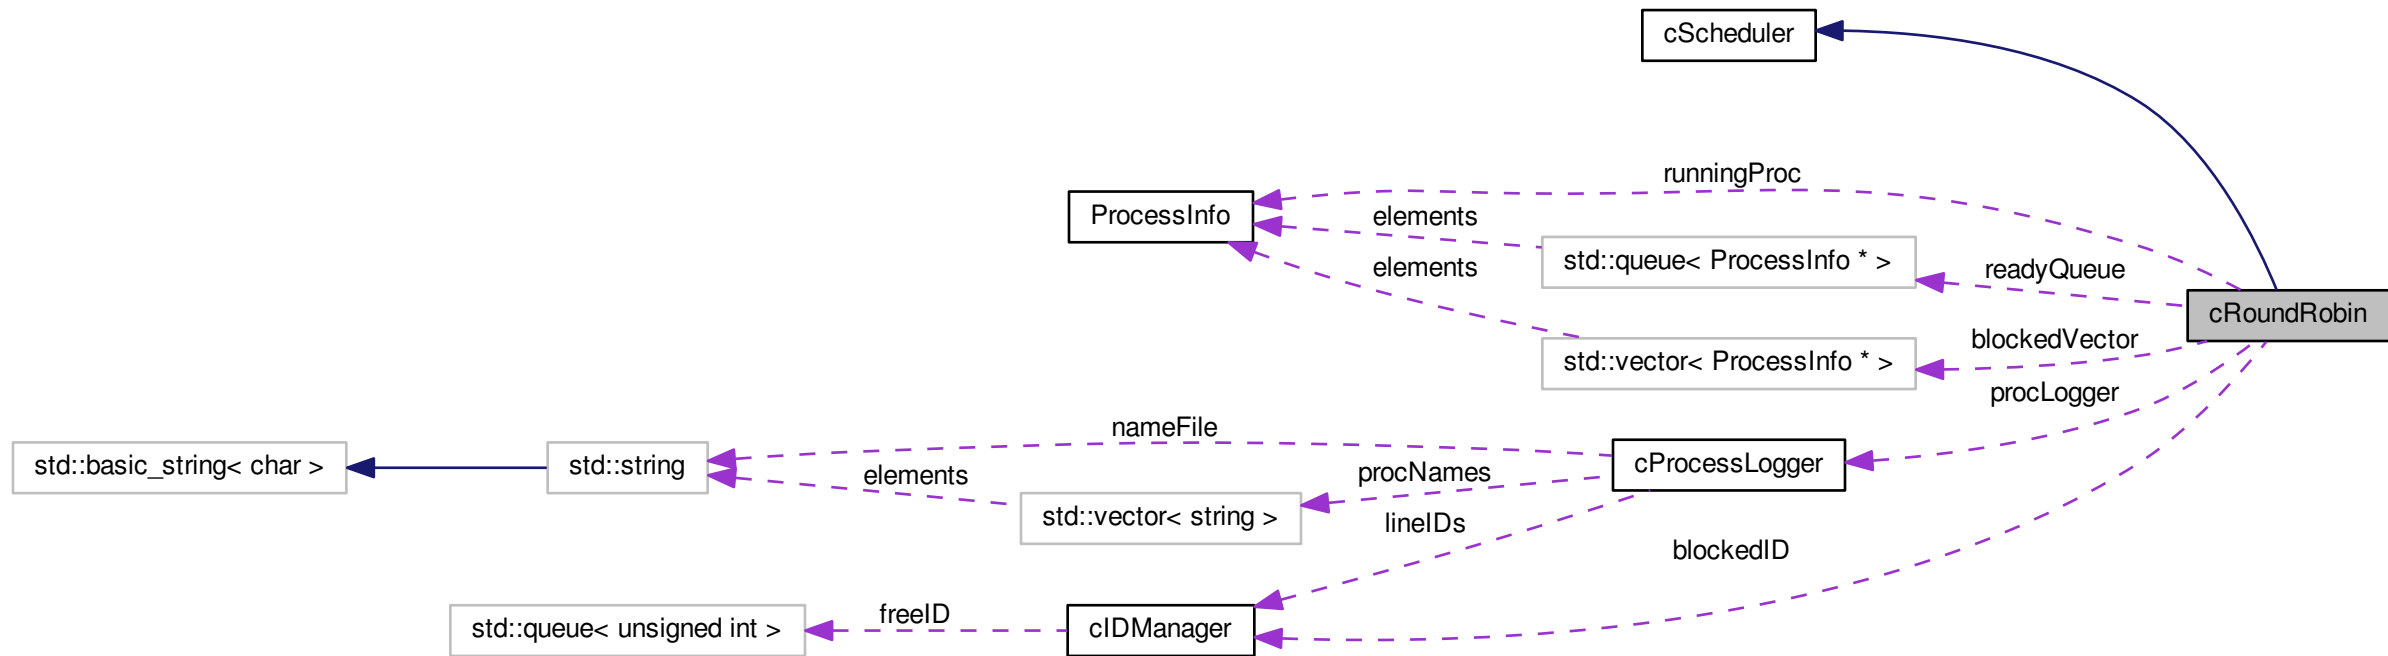 cScheduler
runningProc
ProcessInfo
elements
std::queue< ProcessInfo * >
elements
readyQueue
cRoundRobin
blockedVector
std::vector< ProcessInfo * >
procLogger
nameFile
std::basic_string< char >
std::string
elements
procNames
cProcessLogger
std::vector< string >
lineIDs
blockedID
std::queue< unsigned int >
freeID
cIDManager